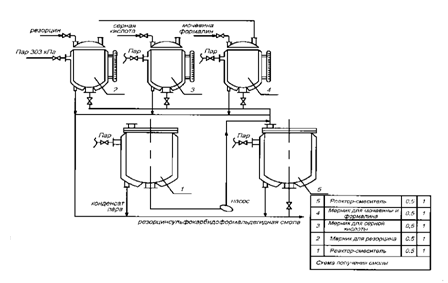 резорцин
серная
кислота
мочевина
формалин
Пар 303 кПа
Пар
Пар
2
3
4
Пар
Пар
1
5
конденсат
пара
насос
резорцинсульфокарбидоформальдегидная смола
5 Реактор-смеситель 0,5 1
4 Мерник для мочевины и формалина 0,5 1
3 Мерник для серной кислоты 0,5 1
2 Мерник для резорцина 0,5 1
1 Реактор-смеситель 0,5 1
Схема получения смолы